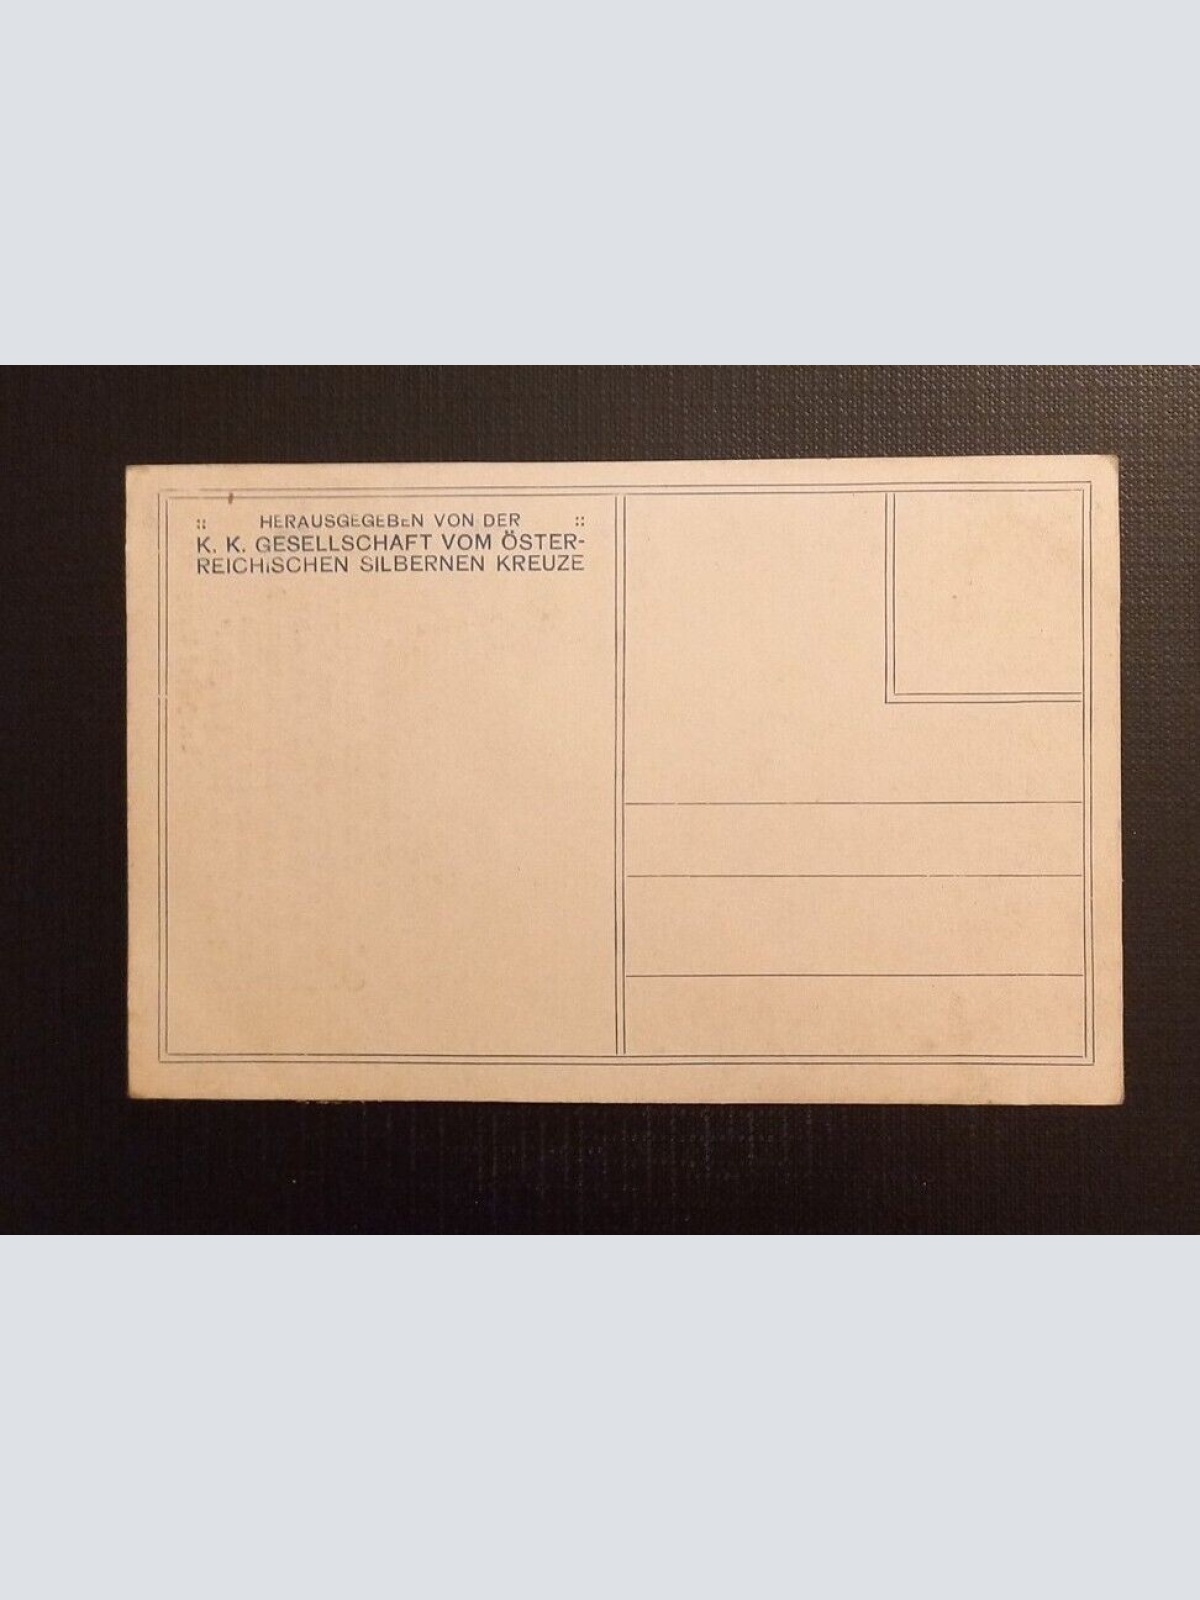 :: HERAUSGEGEBEN VON DER ::
K. K. GESELLSCHAFT VOM ÖSTER-
REICHISCHEN SILBERNEN KREUZE